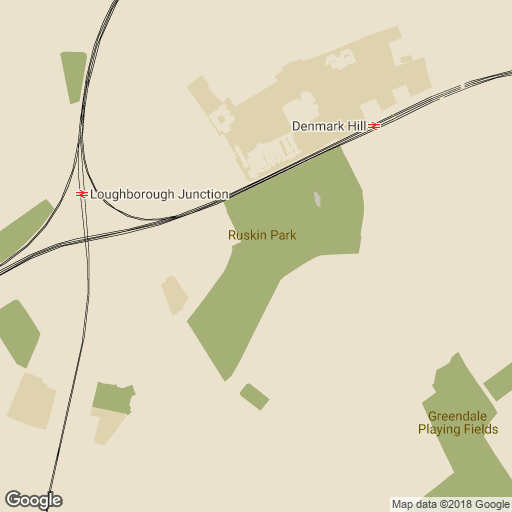 Denmark Hill
Loughborough Junction
Ruskin Park
Greendale
Playing Fields
Google
Map data ©2018 Google